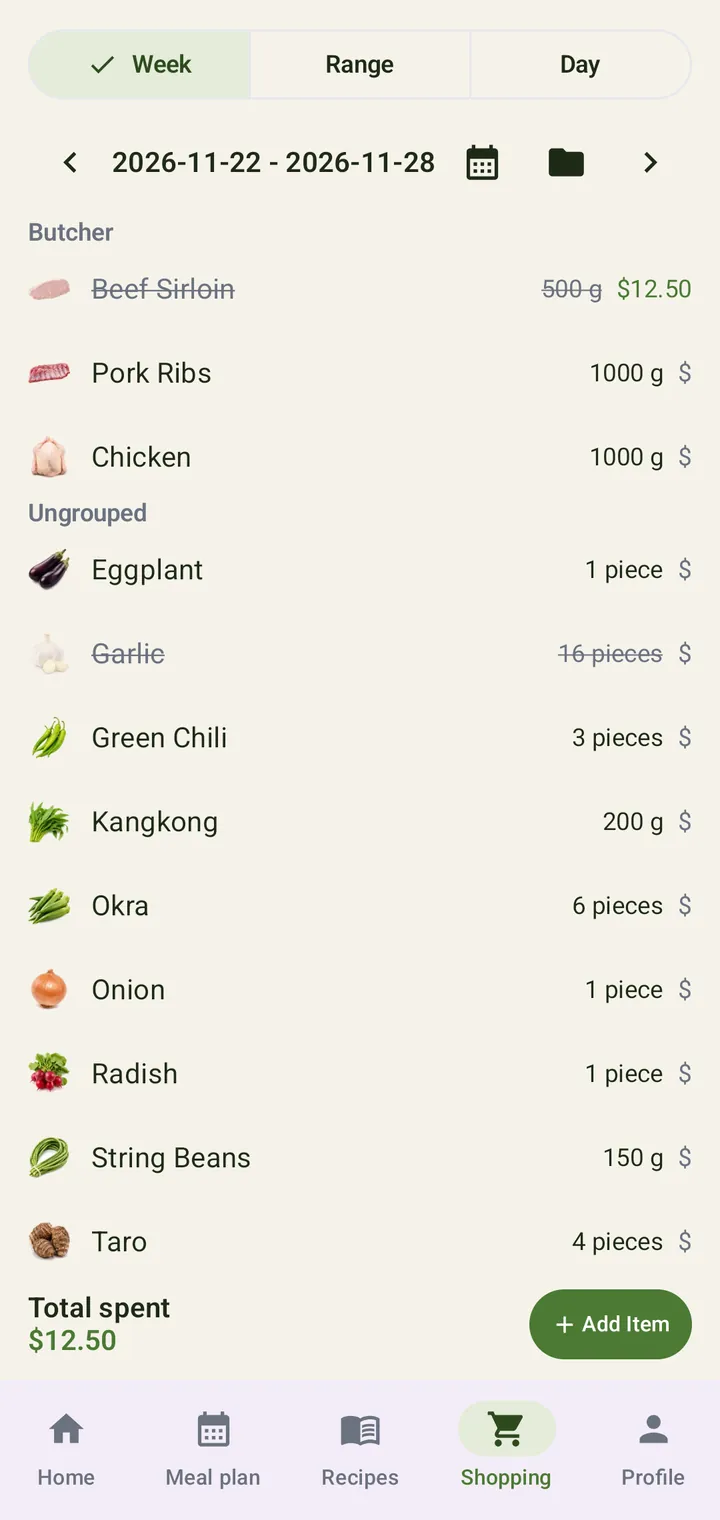 Week Range Day
2026-11-22 - 2026-11-28
Butcher
Beef Sirloin 500 g $12.50
Pork Ribs 1000 g $
Chicken 1000 g $
Ungrouped
Eggplant 1 piece $
Garlic 16 pieces $
Green Chili 3 pieces $
Kangkong 200 g $
Okra 6 pieces $
Onion 1 piece $
Radish 1 piece $
String Beans 150 g $
Taro 4 pieces $
Total spent
$12.50
+ Add Item
Home Meal plan Recipes Shopping Profile